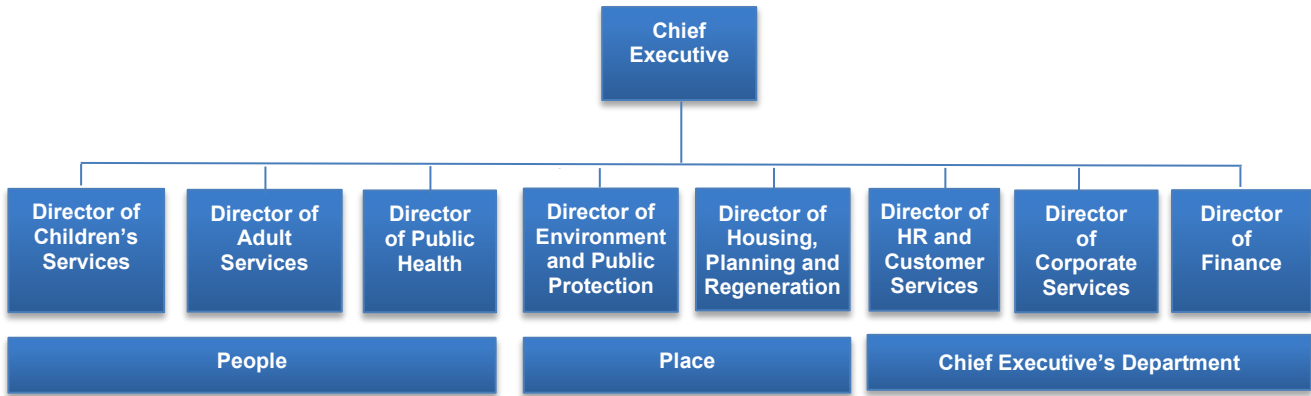 Chief
Executive
Director of
Children’s
Services
Director of
Adult
Services
Director
of Public
Health
Director of
Environment
and Public
Protection
Director of
Housing,
Planning and
Regeneration
Director of
HR and
Customer
Services
Director
of
Corporate
Services
Director
of
Finance
People
Place
Chief Executive’s Department